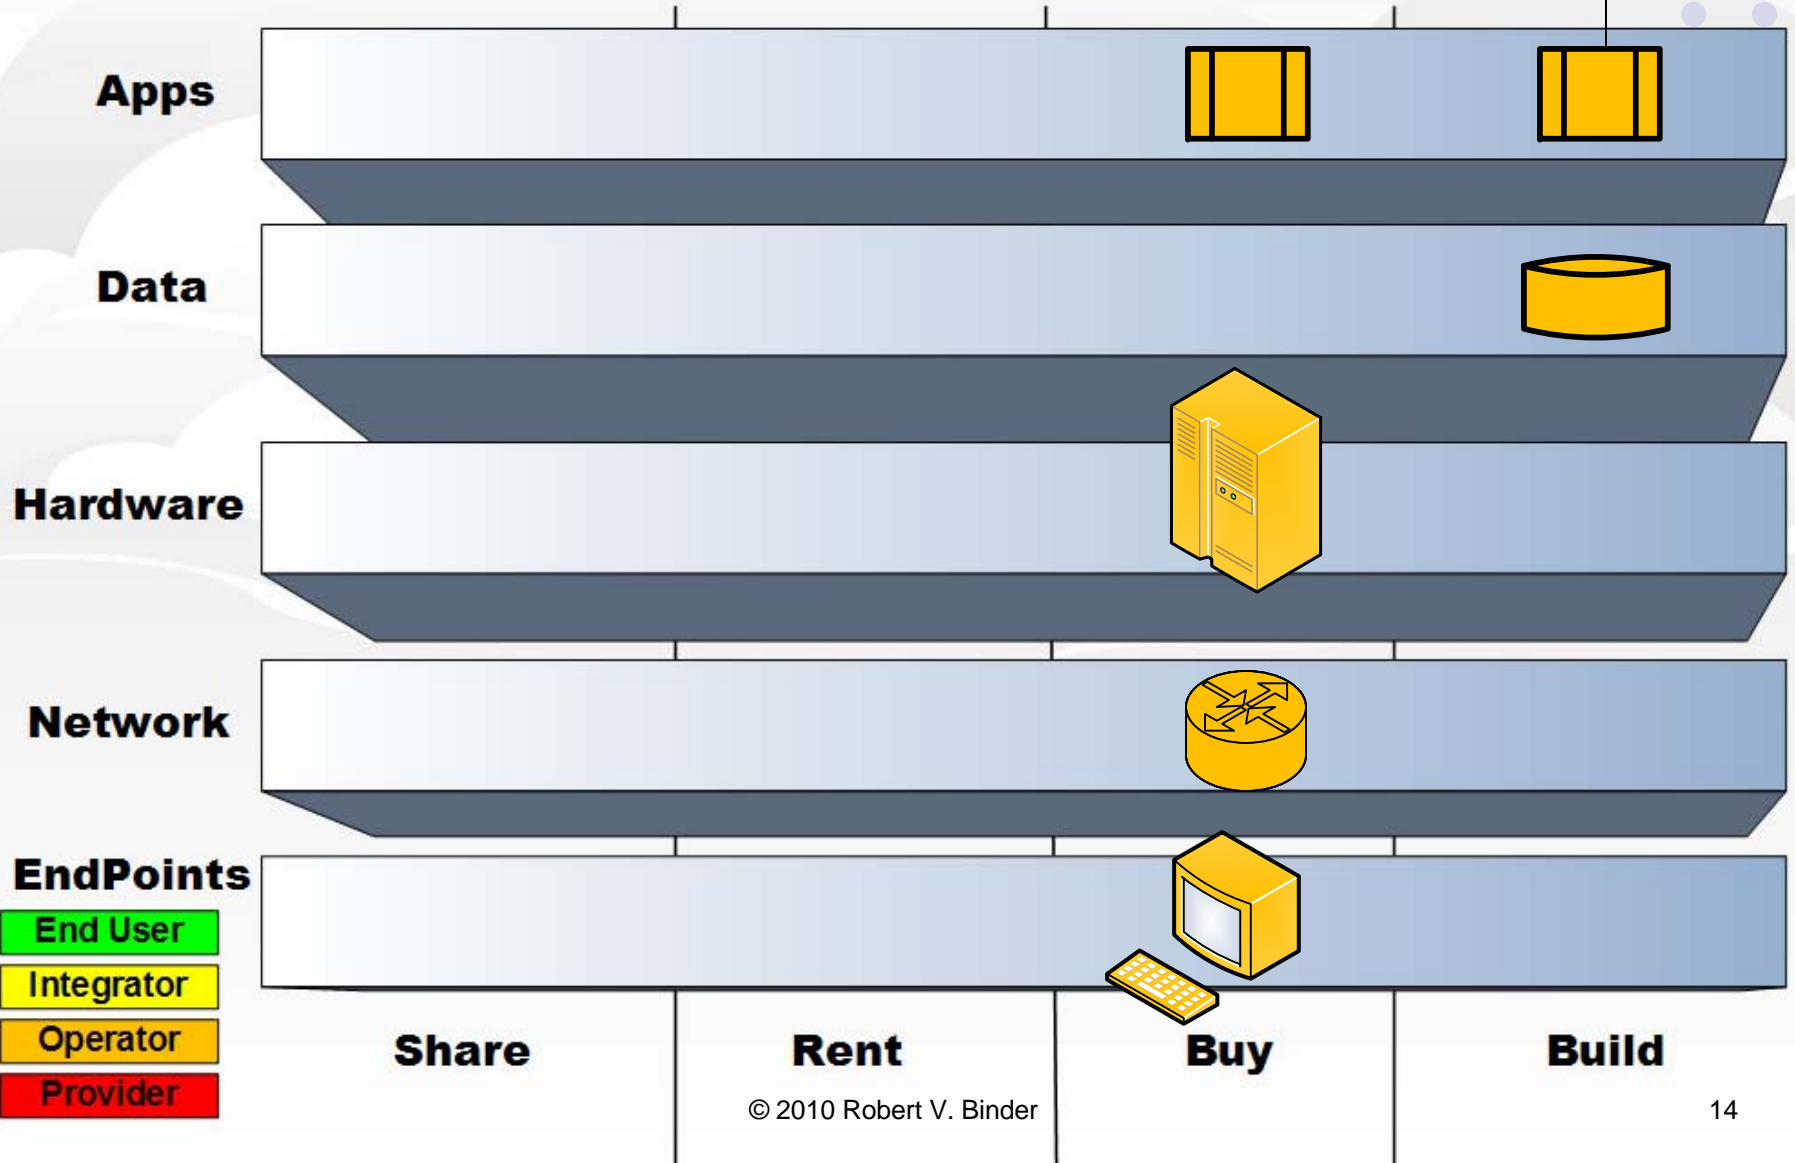 Apps
Data
Hardware
Network
EndPoints
End User
Integrator
Operator
Provider
Share Rent Buy Build
© 2010 Robert V. Binder 14